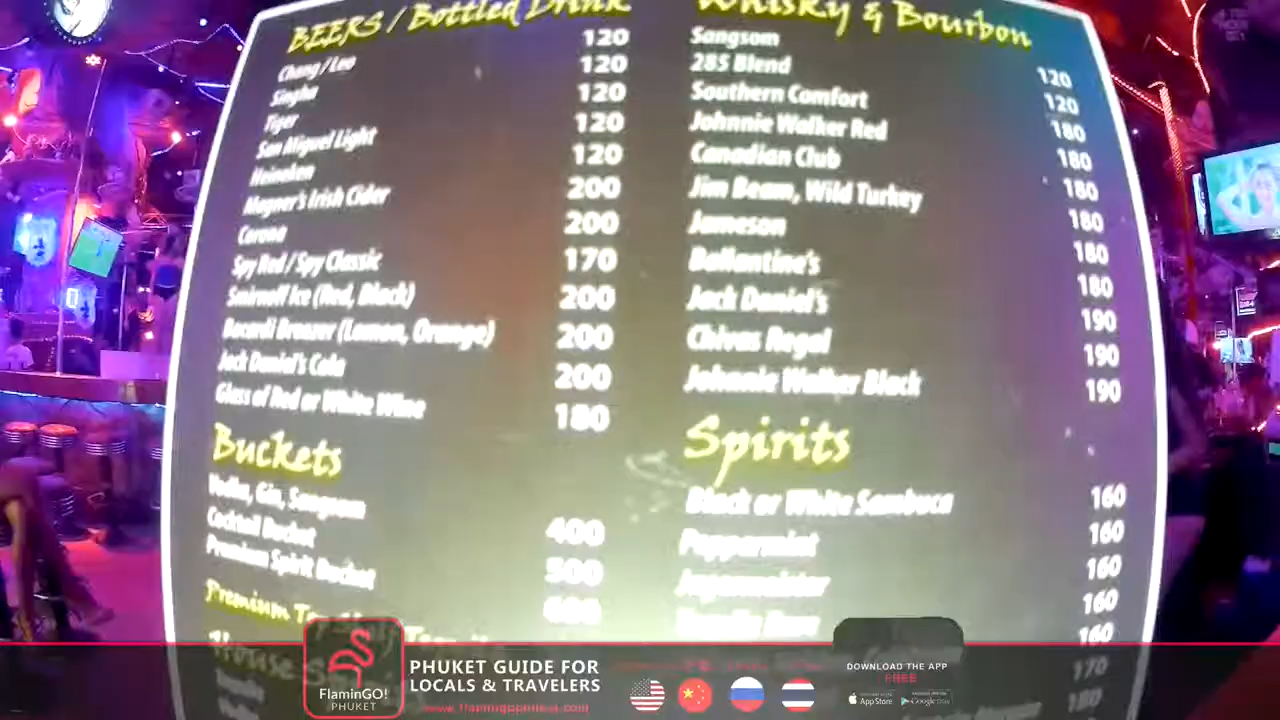 BEERS / Bottled Drink
Chang / Leo 120
Singha 120
Tiger 120
San Miguel Light 120
Heineken 120
Magner's Irish Cider 200
Corona 200
Spy Red / Spy Classic 170
Smirnoff Ice (Red, Black) 200
Bacardi Breezer (Lemon, Orange) 200
Jack Daniel's Cola 200
Glass of Red or White Wine 180
Buckets
Vodka, Gin, Sangsom 400
Cocktail Bucket 500
Premium Spirit Bucket 600
Premium
House
Whisky & Bourbon
Sangsom 120
285 Blend 120
Southern Comfort 180
Johnnie Walker Red 180
Canadian Club 180
Jim Beam, Wild Turkey 180
Jameson 180
Ballantine's 180
Jack Daniel's 190
Chivas Regal 190
Johnnie Walker Black 190
Spirits
Black or White Sambuca 160
Peppermint 160
Jagermeister 160
160
160
170
180
FlaminGO!
PHUKET
PHUKET GUIDE FOR
LOCALS & TRAVELERS
www.flamingophuket.com
DOWNLOAD THE APP
FREE
App Store
Google Play